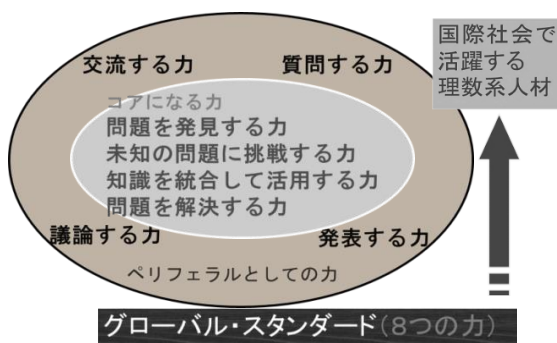 国際社会で
活躍する
理数系人材
交流する力
質問する力
コアになる力
問題を発見する力
未知の問題に挑戦する力
知識を統合して活用する力
問題を解決する力
議論する力
発表する力
ペリフェラルとしての力
グローバル・スタンダード(8つの力)